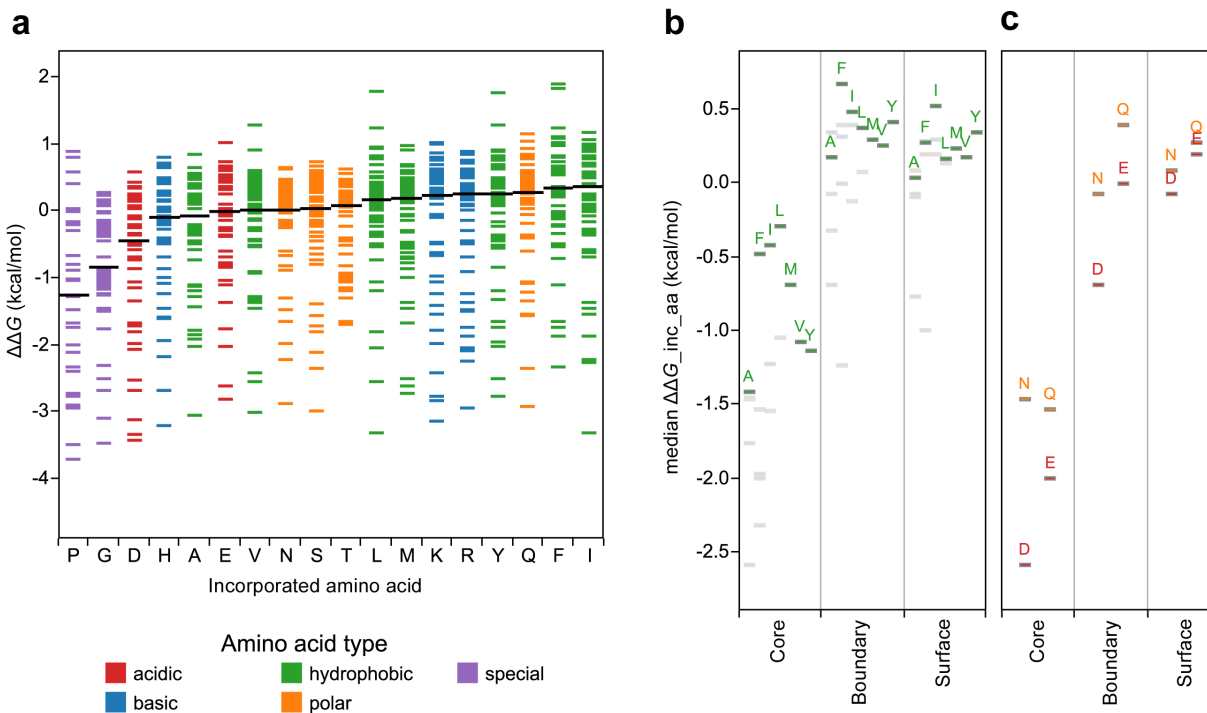 a
ΔΔG (kcal/mol)
2
1
0
-1
-2
-3
-4
P G D H A E V N S T L M K R Y Q F I
Incorporated amino acid
Amino acid type
acidic
hydrophobic
special
basic
polar
b
median ΔΔG_inc_aa (kcal/mol)
0.5
0.0
-0.5
-1.0
-1.5
-2.0
-2.5
A F I L M V Y
A F I L M V Y
A F I L M V Y
Core
Boundary
Surface
c
N Q
D E
N Q
D E
N Q
D E
Core
Boundary
Surface